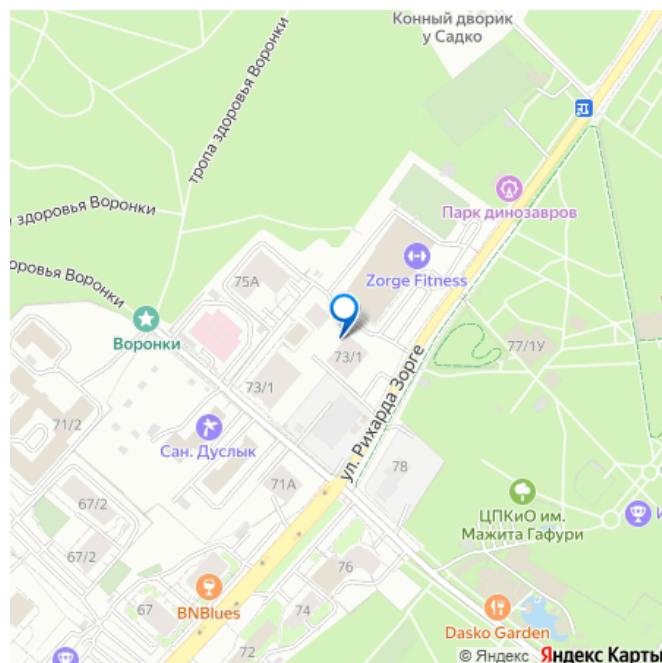 Конный дворик
у Садко
тропа здоровья Воронки
Парк динозавров
здоровья Воронки
Zorge Fitness
75А
оровья Воронки
Воронки
73/1
77/1У
73/1
ул. Рихарда Зорге
71/2
Сан. Дуслык
78
71А
67/2
ЦПКиО им.
Мажита Гафури
И
67/2
76
67
BNBlues
74
Dasko Garden
72
© Яндекс Яндекс Карты